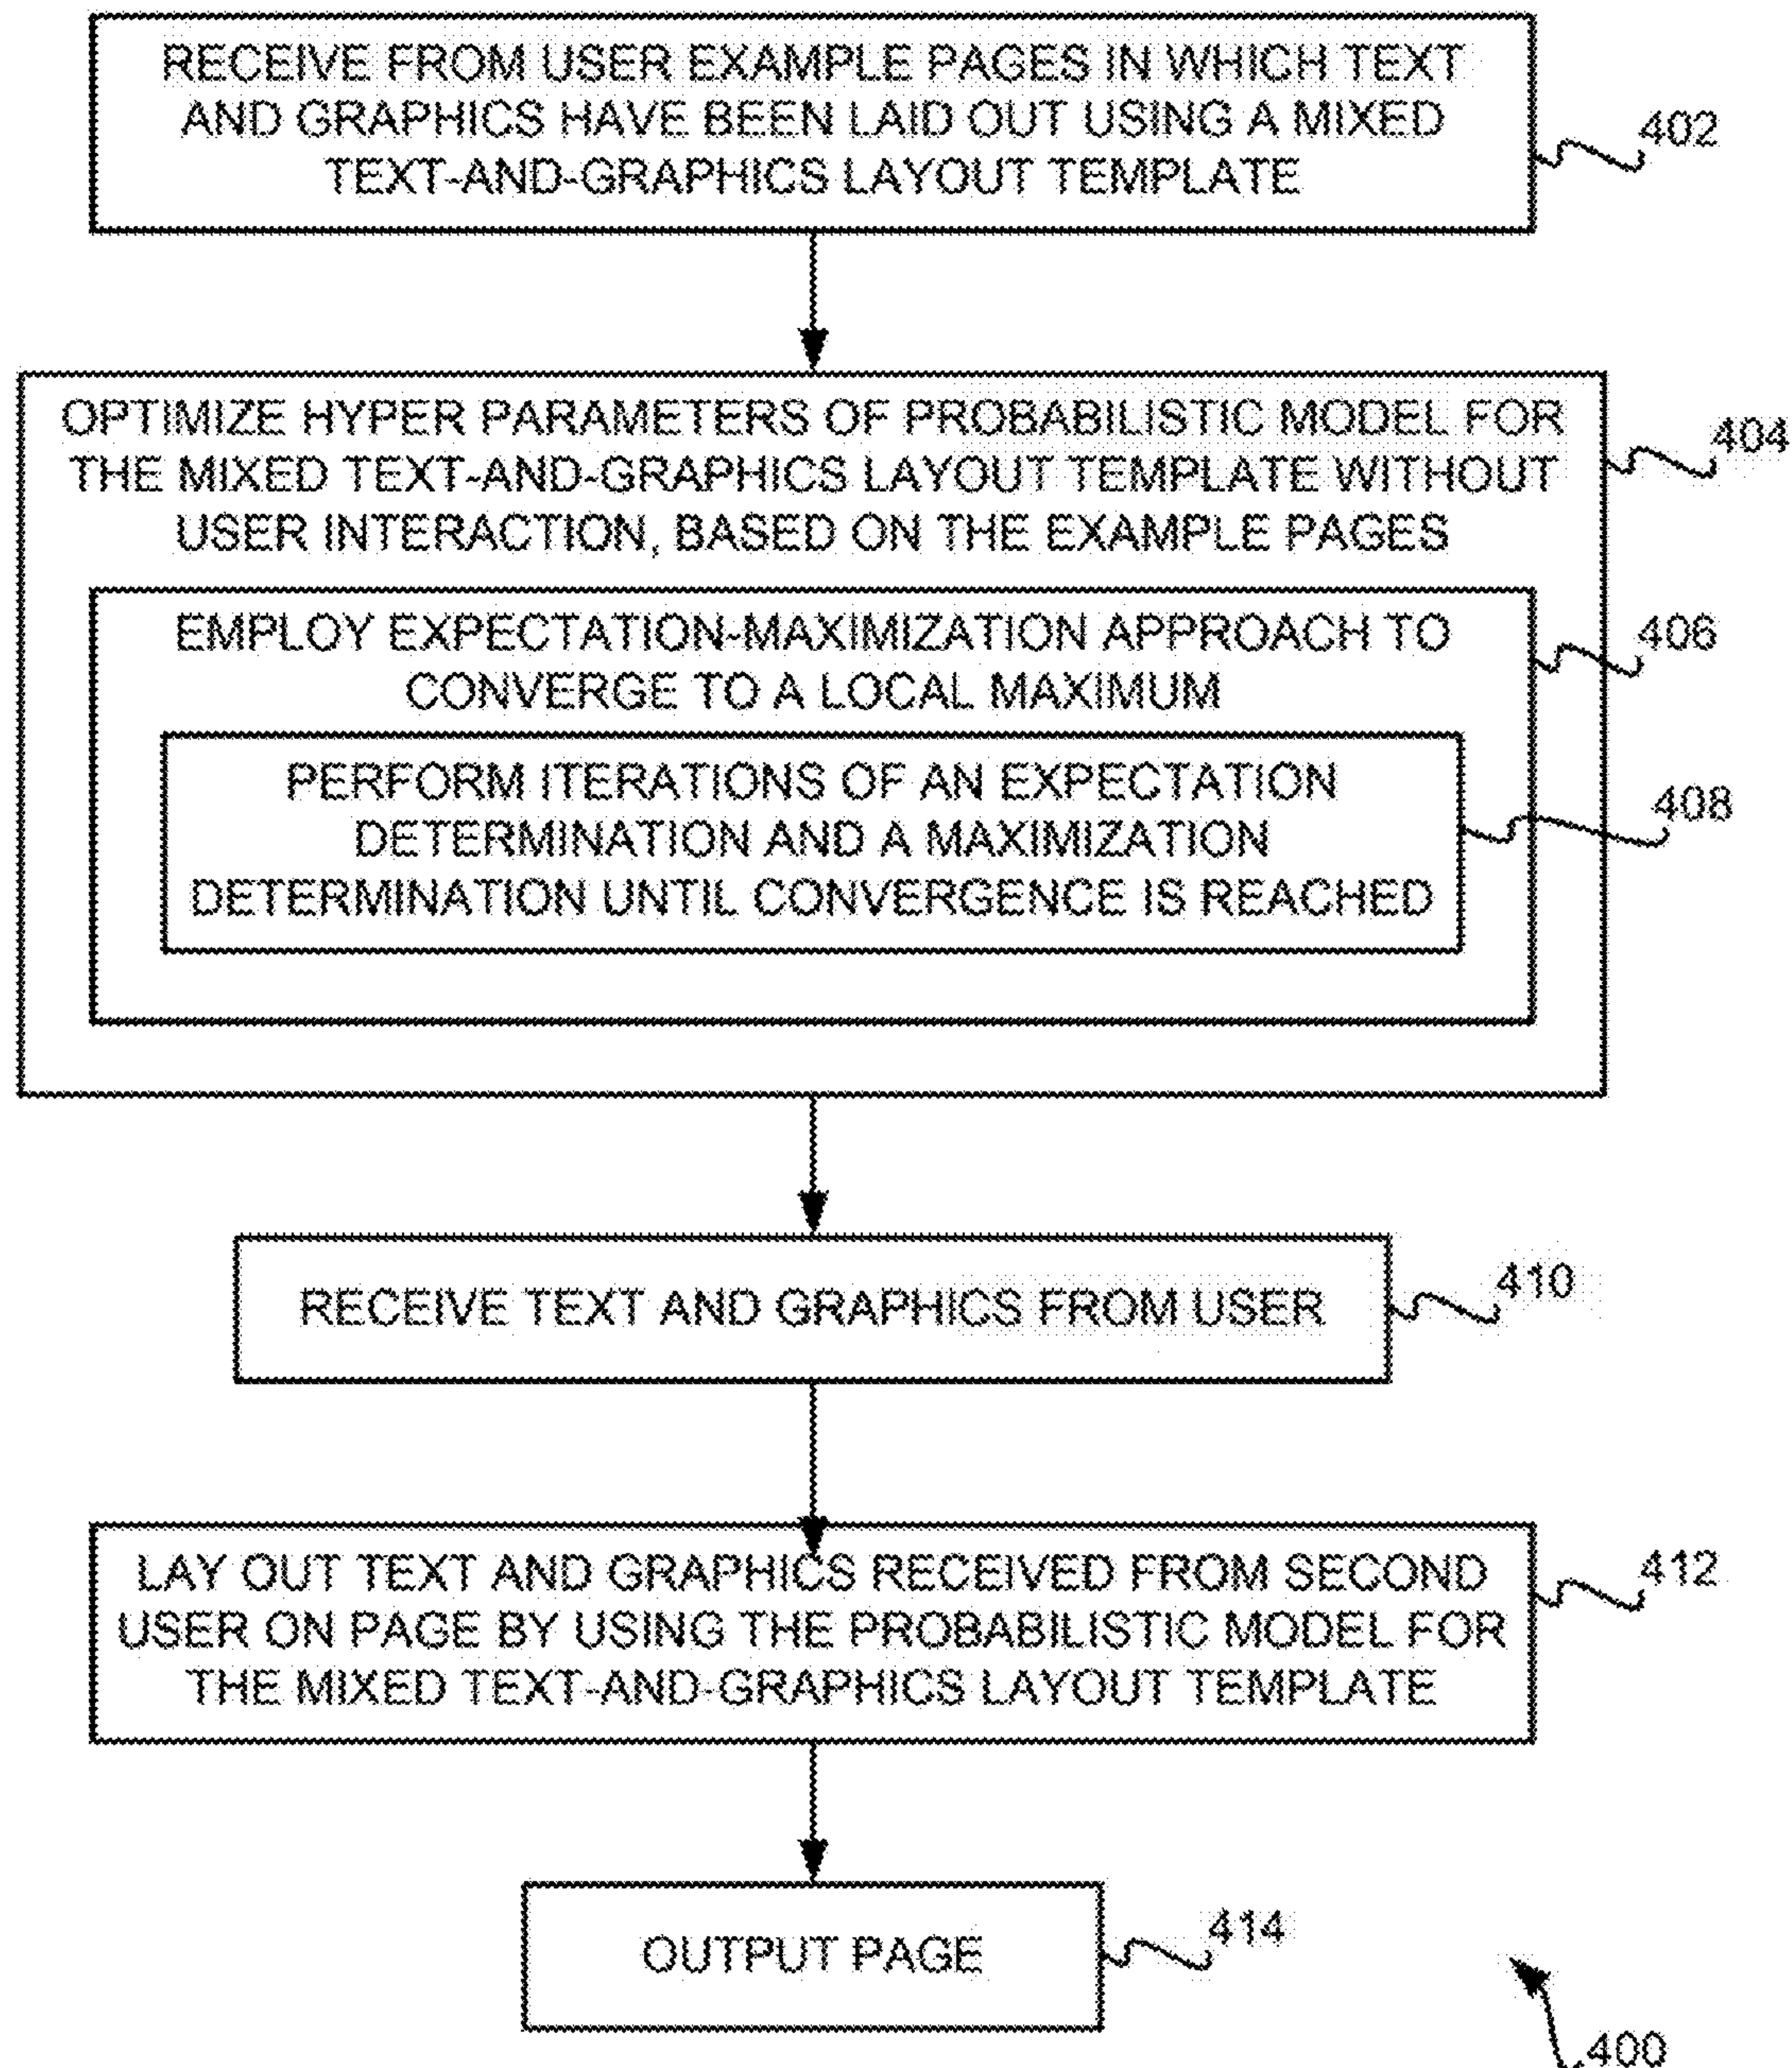 RECEIVE FROM USER EXAMPLE PAGES IN WHICH TEXT
AND GRAPHICS HAVE BEEN LAID OUT USING A MIXED
TEXT-AND-GRAPHICS LAYOUT TEMPLATE
402
OPTIMIZE HYPER PARAMETERS OF PROBABILISTIC MODEL FOR
THE MIXED TEXT-AND-GRAPHICS LAYOUT TEMPLATE WITHOUT
USER INTERACTION, BASED ON THE EXAMPLE PAGES
404
EMPLOY EXPECTATION-MAXIMIZATION APPROACH TO
CONVERGE TO A LOCAL MAXIMUM
406
PERFORM ITERATIONS OF AN EXPECTATION
DETERMINATION AND A MAXIMIZATION
DETERMINATION UNTIL CONVERGENCE IS REACHED
408
RECEIVE TEXT AND GRAPHICS FROM USER
410
LAY OUT TEXT AND GRAPHICS RECEIVED FROM SECOND
USER ON PAGE BY USING THE PROBABILISTIC MODEL FOR
THE MIXED TEXT-AND-GRAPHICS LAYOUT TEMPLATE
412
OUTPUT PAGE
414
400